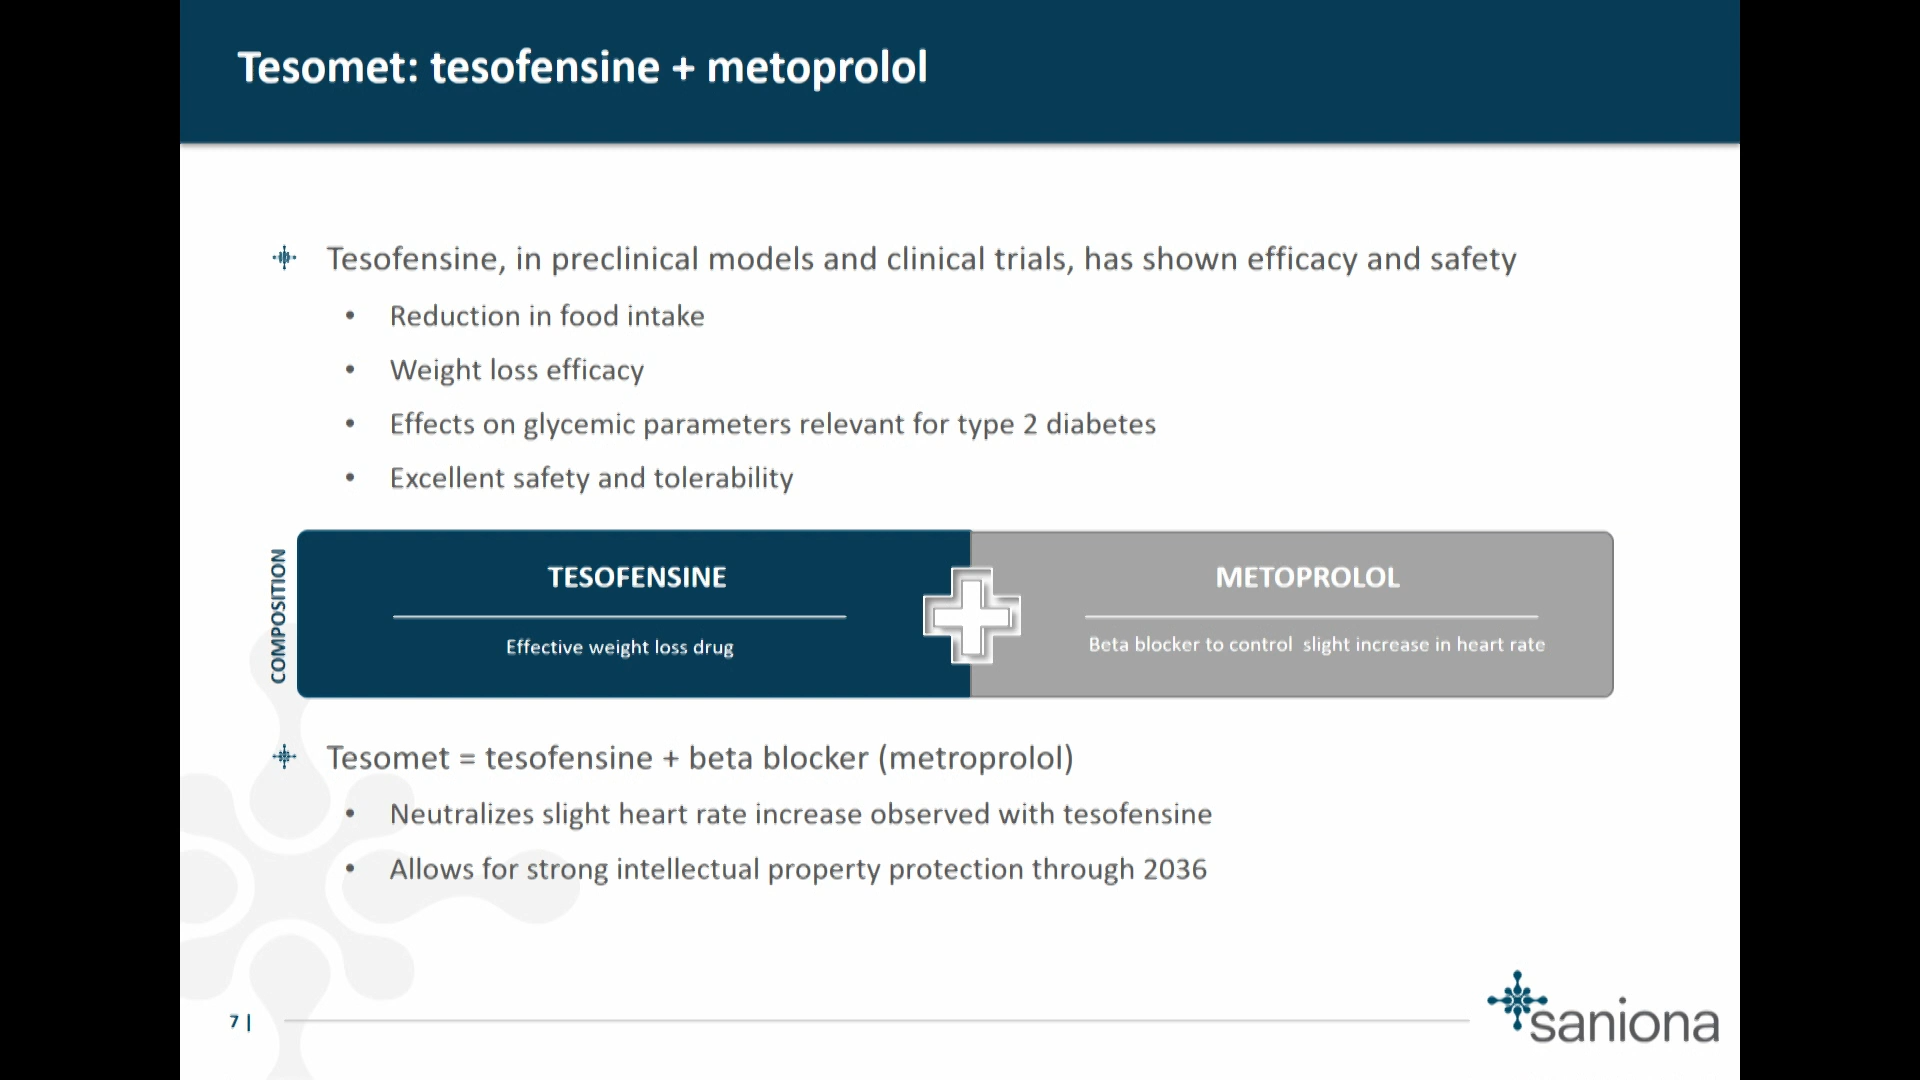 Tesomet: tesofensine + metoprolol
Tesofensine, in preclinical models and clinical trials, has shown efficacy and safety
• Reduction in food intake
• Weight loss efficacy
• Effects on glycemic parameters relevant for type 2 diabetes
• Excellent safety and tolerability
COMPOSITION
TESOFENSINE
Effective weight loss drug
METOPROLOL
Beta blocker to control slight increase in heart rate
Tesomet = tesofensine + beta blocker (metroprolol)
• Neutralizes slight heart rate increase observed with tesofensine
• Allows for strong intellectual property protection through 2036
7 |
saniona